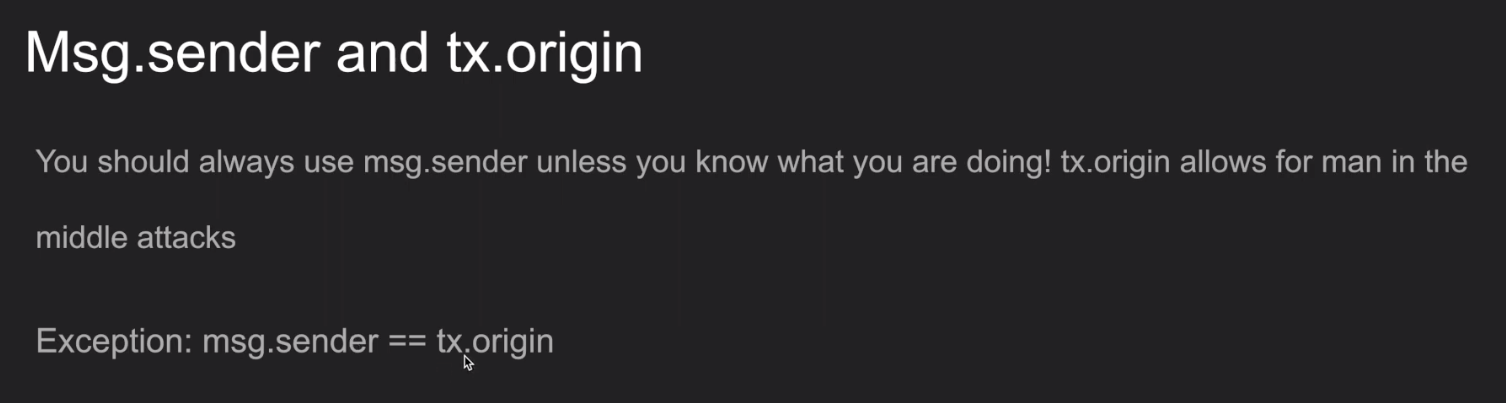 Msg.sender and tx.origin
You should always use msg.sender unless you know what you are doing! tx.origin allows for man in the
middle attacks
Exception: msg.sender == tx.origin